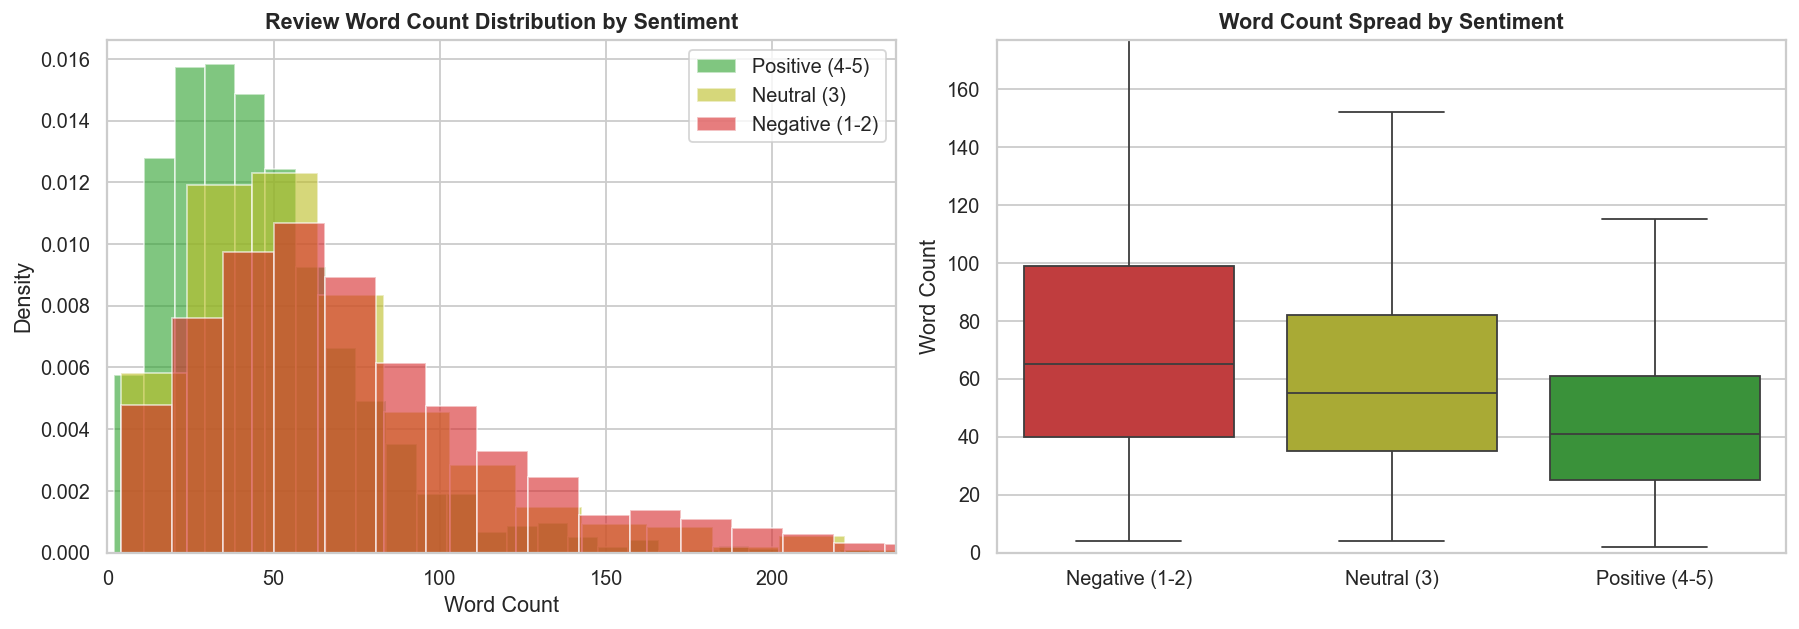 Review Word Count Distribution by Sentiment
Density
0.016
0.014
0.012
0.010
0.008
0.006
0.004
0.002
0.000
Positive (4-5)
Neutral (3)
Negative (1-2)
0 50 100 150 200
Word Count
Word Count Spread by Sentiment
Word Count
160
140
120
100
80
60
40
20
0
Negative (1-2) Neutral (3) Positive (4-5)